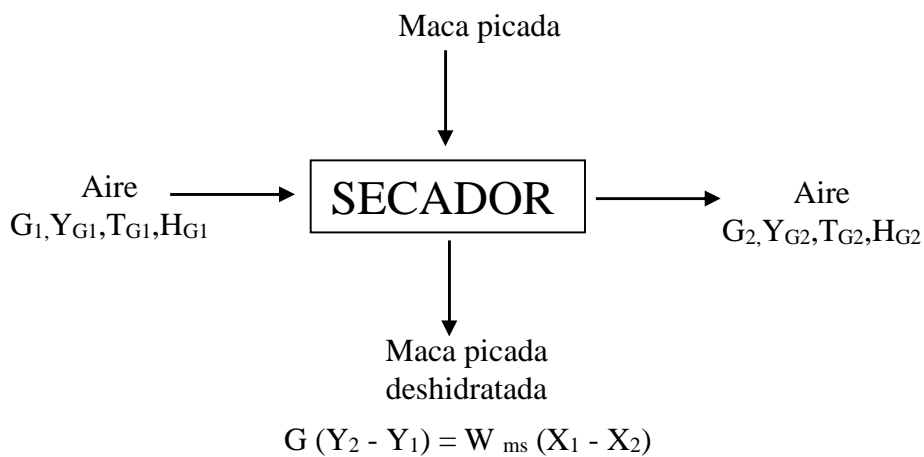 Maca picada
Aire
G1,YG1,TG1,HG1
SECADOR
Aire
G2,YG2,TG2,HG2
Maca picada
deshidratada
G (Y2 - Y1) = W ms (X1 - X2)